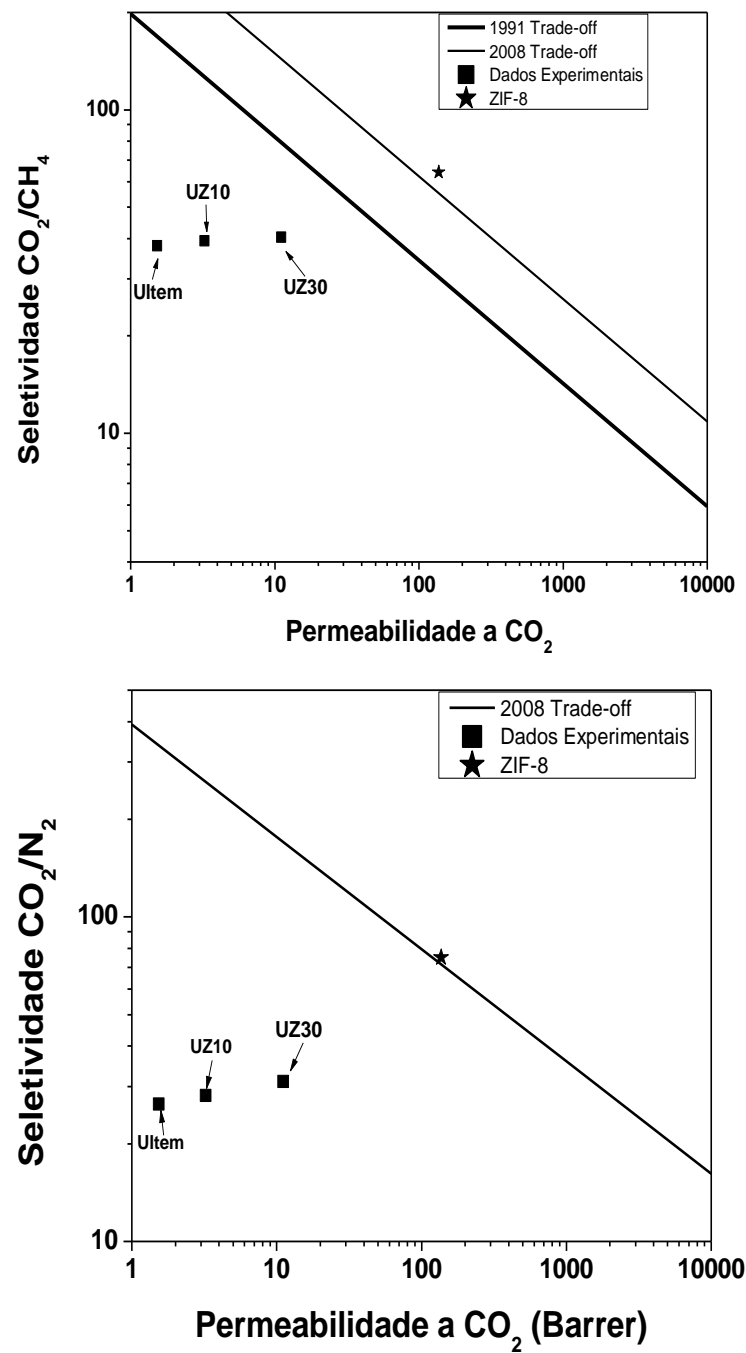 1991 Trade-off
2008 Trade-off
Dados Experimentais
ZIF-8
100
10
Seletividade CO₂/CH₄
UZ10
Ultem
UZ30
1 10 100 1000 10000
Permeabilidade a CO₂
2008 Trade-off
Dados Experimentais
ZIF-8
100
10
Seletividade CO₂/N₂
UZ30
UZ10
Ultem
1 10 100 1000 10000
Permeabilidade a CO₂ (Barrer)